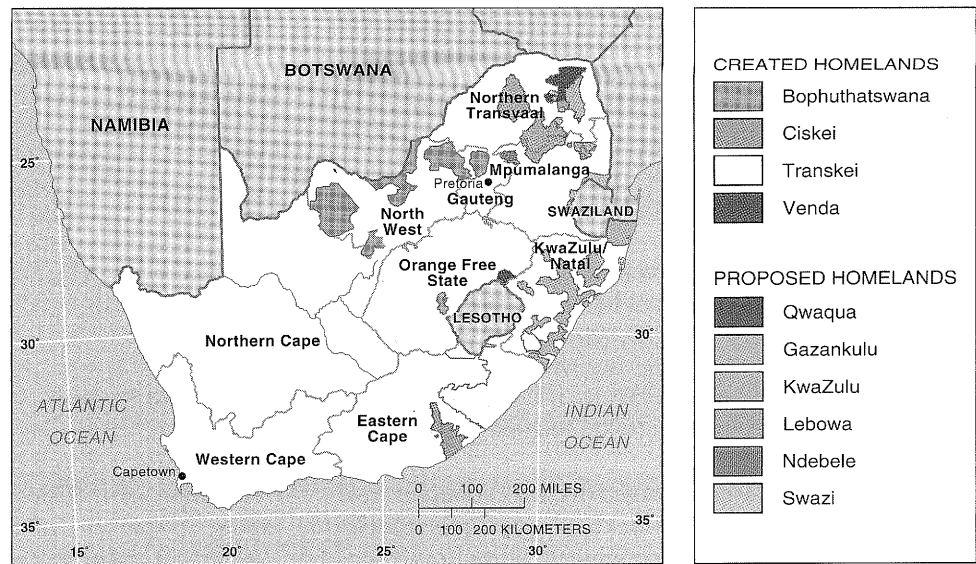 BOTSWANA
NAMIBIA
Northern
Transvaal
25°
Pretoria
Mpumalanga
Gauteng
SWAZILAND
North
West
KwaZulu/
Natal
Orange Free
State
LESOTHO
30°
Northern Cape
30°
ATLANTIC
OCEAN
Eastern
Cape
INDIAN
OCEAN
Western Cape
Capetown
0 100 200 MILES
0 100 200 KILOMETERS
35°
35°
15°
20°
25°
30°
CREATED HOMELANDS
Bophuthatswana
Ciskei
Transkei
Venda
PROPOSED HOMELANDS
Qwaqua
Gazankulu
KwaZulu
Lebowa
Ndebele
Swazi